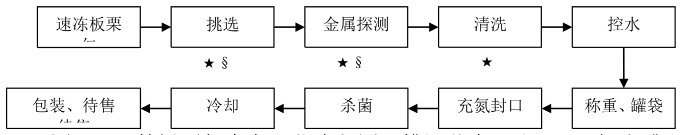 速冻板栗
挑选
金属探测
清洗
控水
★ §
★ §
★
包装、待售
冷却
杀菌
充氮封口
称重、罐袋